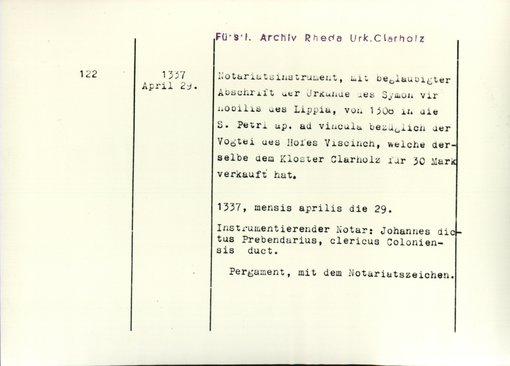 Fürstl. Archiv Rheda Urk.Clarholz
122
1337
April 29.
Notariatsinstrument, mit beglaubigter
Abschrift der Urkunde des Symon vir
nobilis des Lippia, von 1306 in die
S. Petri ap. ad vincula bezüglich der
Vogtei des Hofes Viscinch, welche der-
selbe dem Kloster Clarholz für 30 Mark
verkauft hat.
1337, mensis aprilis die 29.
Instrumentierender Notar: Johannes dic-
tus Prebendarius, clericus Colonien-
sis duct.
Pergament, mit dem Notariatszeichen.